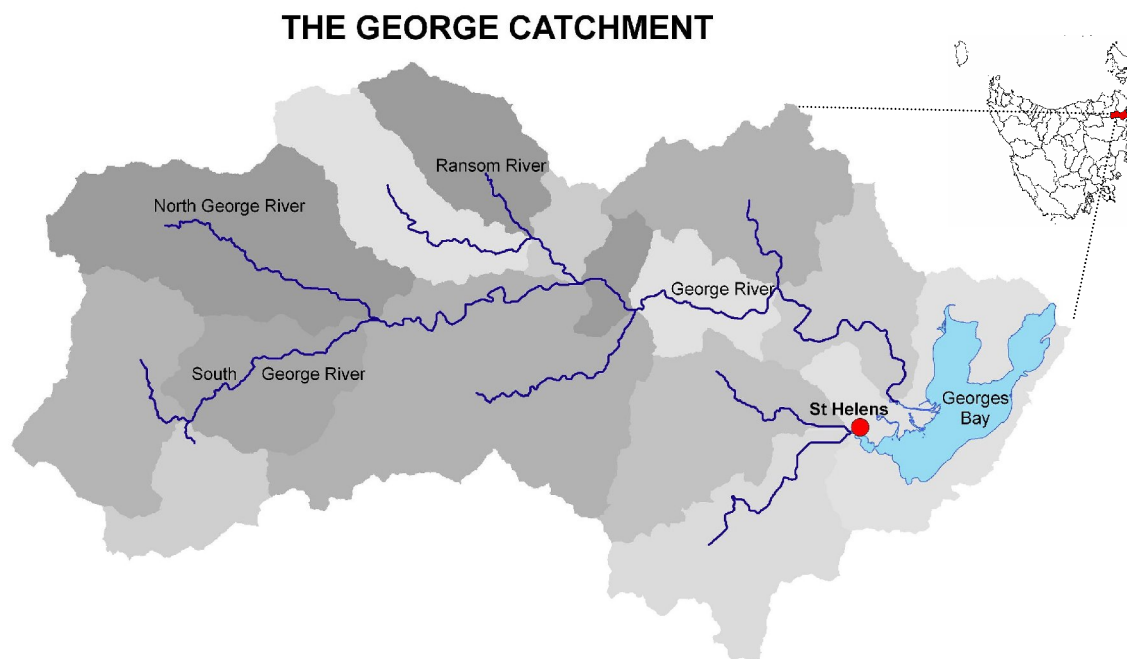 THE GEORGE CATCHMENT
Ransom River
North George River
George River
South George River
St Helens
Georges
Bay